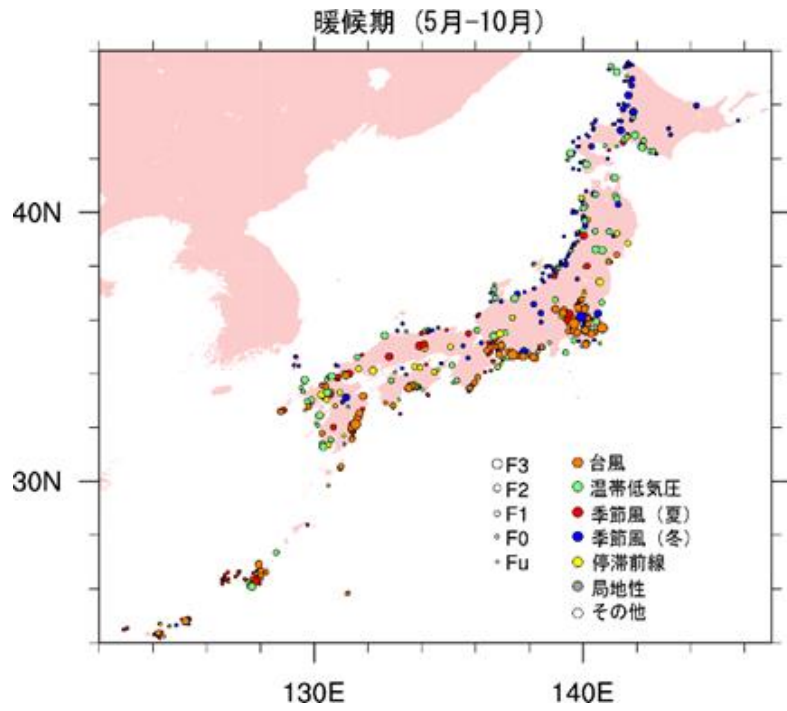 暖候期 (5月-10月)
40N
30N
130E
140E
F3
F2
F1
F0
Fu
台風
温帯低気圧
季節風 (夏)
季節風 (冬)
停滞前線
局地性
その他